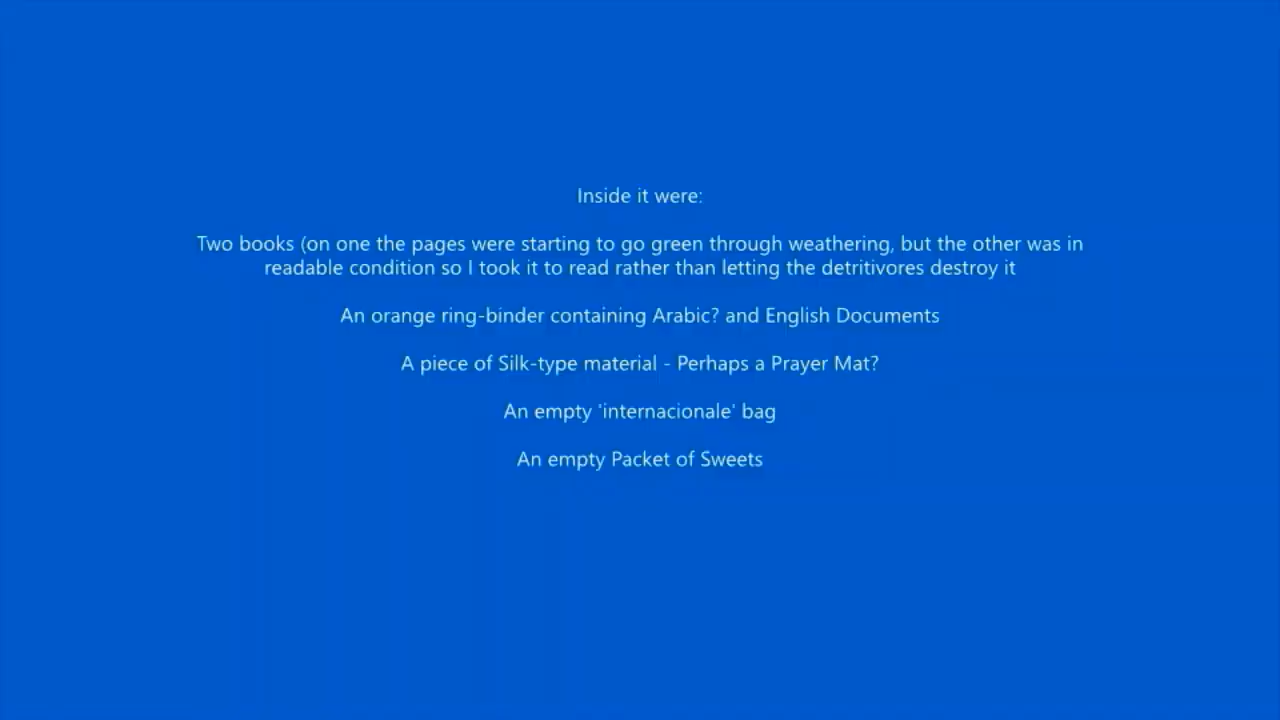 Inside it were:
Two books (on one the pages were starting to go green through weathering, but the other was in
readable condition so I took it to read rather than letting the detritivores destroy it
An orange ring-binder containing Arabic? and English Documents
A piece of Silk-type material - Perhaps a Prayer Mat?
An empty 'internacionale' bag
An empty Packet of Sweets